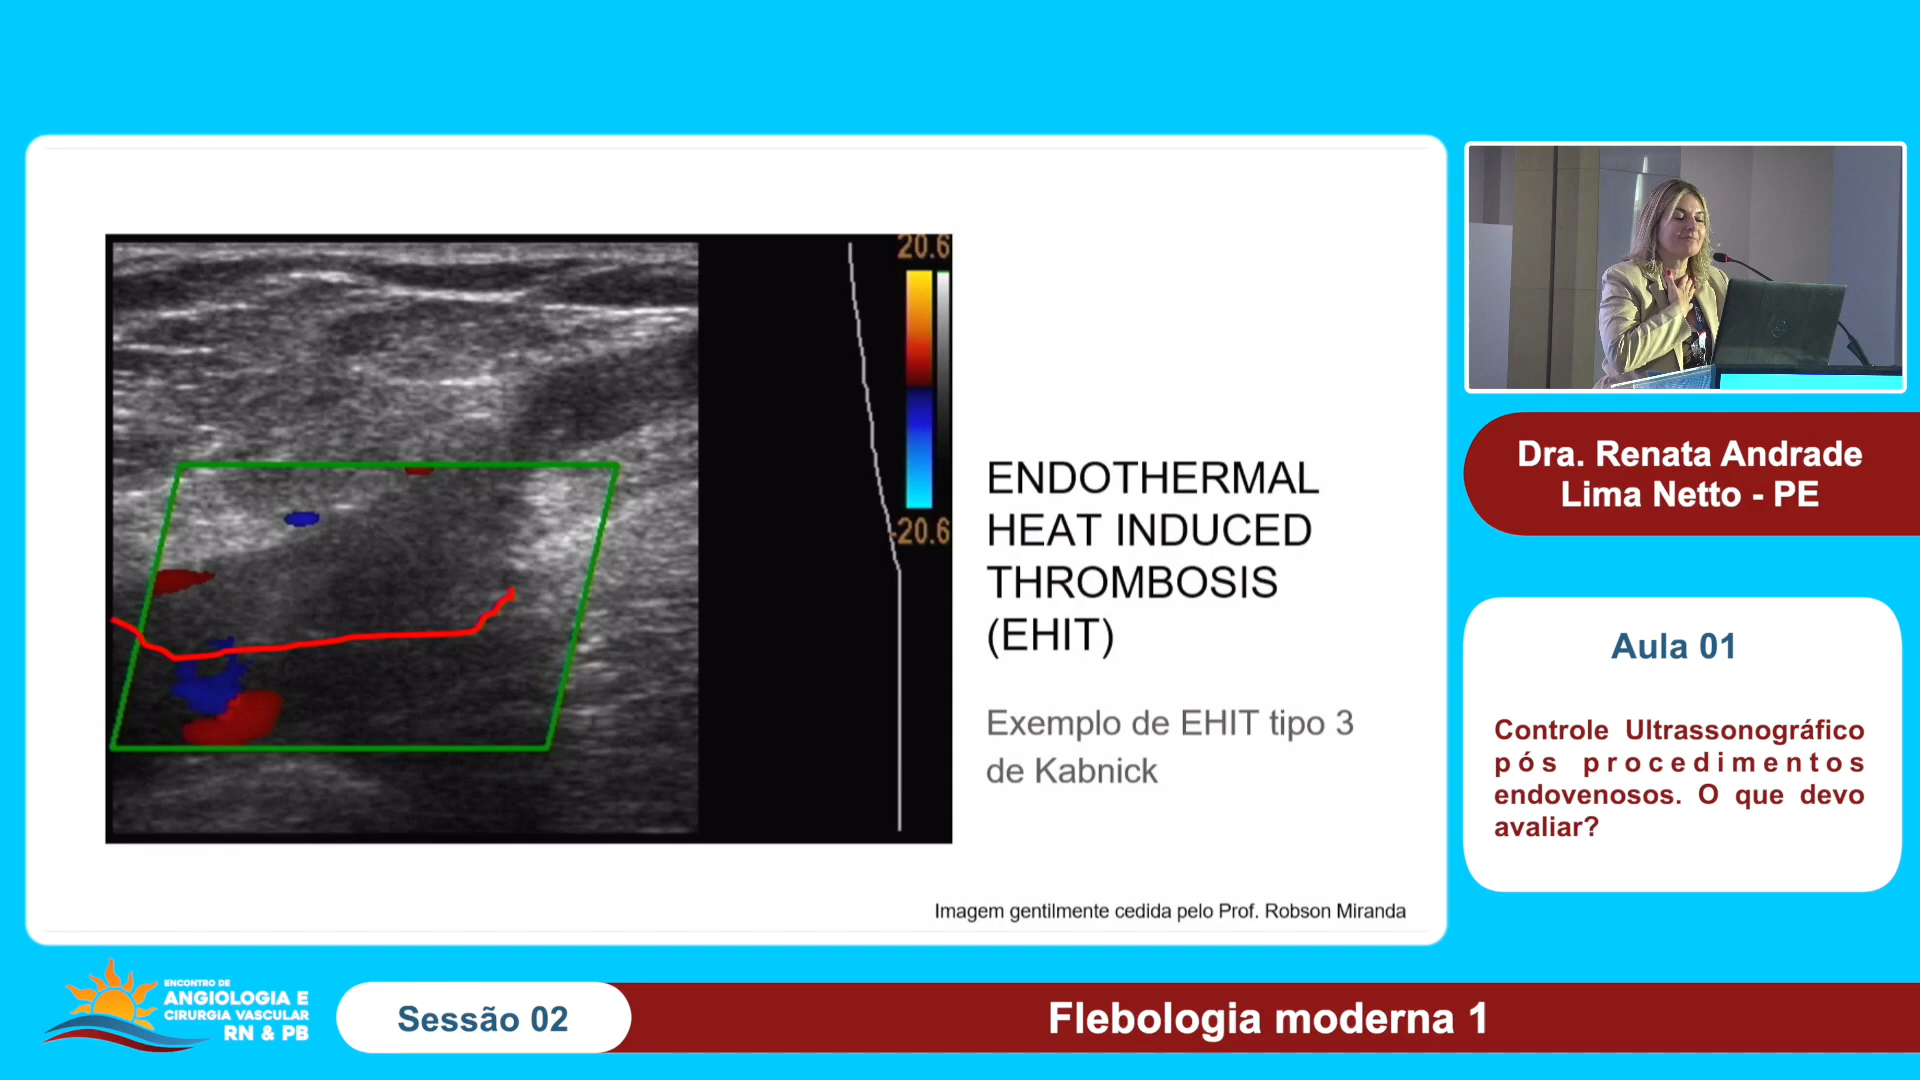 20.6
-20.6
ENDOTHERMAL
HEAT INDUCED
THROMBOSIS
(EHIT)
Exemplo de EHIT tipo 3
de Kabnick
Imagem gentilmente cedida pelo Prof. Robson Miranda
Dra. Renata Andrade
Lima Netto - PE
Aula 01
Controle Ultrassonográfico
pós procedimentos
endovenosos. O que devo
avaliar?
ENCONTRO DE
ANGIOLOGIA E
CIRURGIA VASCULAR
RN & PB
Sessão 02
Flebologia moderna 1